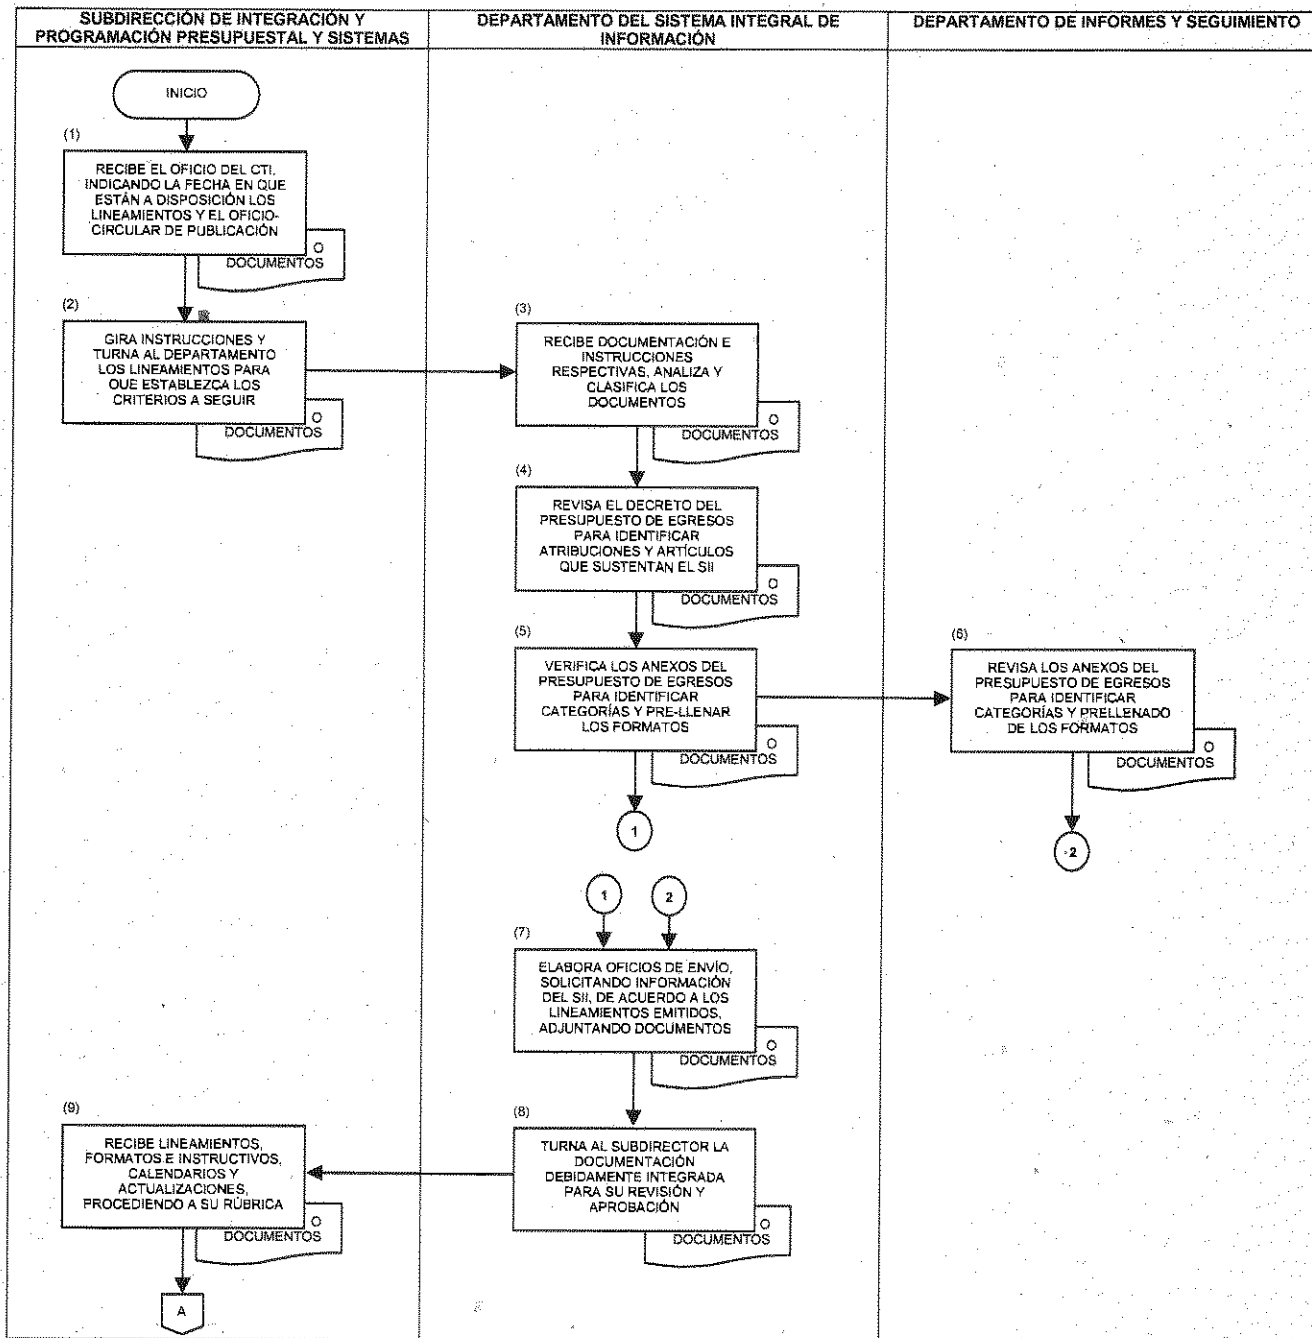 SUBDIRECCIÓN DE INTEGRACIÓN Y
PROGRAMACIÓN PRESUPUESTAL Y SISTEMAS
DEPARTAMENTO DEL SISTEMA INTEGRAL DE
INFORMACIÓN
DEPARTAMENTO DE INFORMES Y SEGUIMIENTO
INICIO
(1)
RECIBE EL OFICIO DEL CTI,
INDICANDO LA FECHA EN QUE
ESTÁN A DISPOSICIÓN LOS
LINEAMIENTOS Y EL OFICIO-
CIRCULAR DE PUBLICACIÓN
O
DOCUMENTOS
(2)
GIRA INSTRUCCIONES Y
TURNA AL DEPARTAMENTO
LOS LINEAMIENTOS PARA
QUE ESTABLEZCA LOS
CRITERIOS A SEGUIR
O
DOCUMENTOS
(3)
RECIBE DOCUMENTACIÓN E
INSTRUCCIONES
RESPECTIVAS, ANALIZA Y
CLASIFICA LOS
DOCUMENTOS
O
DOCUMENTOS
(4)
REVISA EL DECRETO DEL
PRESUPUESTO DE EGRESOS
PARA IDENTIFICAR
ATRIBUCIONES Y ARTÍCULOS
QUE SUSTENTAN EL SII
O
DOCUMENTOS
(5)
VERIFICA LOS ANEXOS DEL
PRESUPUESTO DE EGRESOS
PARA IDENTIFICAR
CATEGORÍAS Y PRE-LLENAR
LOS FORMATOS
O
DOCUMENTOS
1
(6)
REVISA LOS ANEXOS DEL
PRESUPUESTO DE EGRESOS
PARA IDENTIFICAR
CATEGORÍAS Y PRELLENADO
DE LOS FORMATOS
O
DOCUMENTOS
2
1
2
(7)
ELABORA OFICIOS DE ENVÍO,
SOLICITANDO INFORMACIÓN
DEL SII, DE ACUERDO A LOS
LINEAMIENTOS EMITIDOS,
ADJUNTANDO DOCUMENTOS
O
DOCUMENTOS
(8)
TURNA AL SUBDIRECTOR LA
DOCUMENTACIÓN
DEBIDAMENTE INTEGRADA
PARA SU REVISIÓN Y
APROBACIÓN
O
DOCUMENTOS
(9)
RECIBE LINEAMIENTOS,
FORMATOS E INSTRUCTIVOS,
CALENDARIOS Y
ACTUALIZACIONES,
PROCEDIENDO A SU RÚBRICA
O
DOCUMENTOS
A